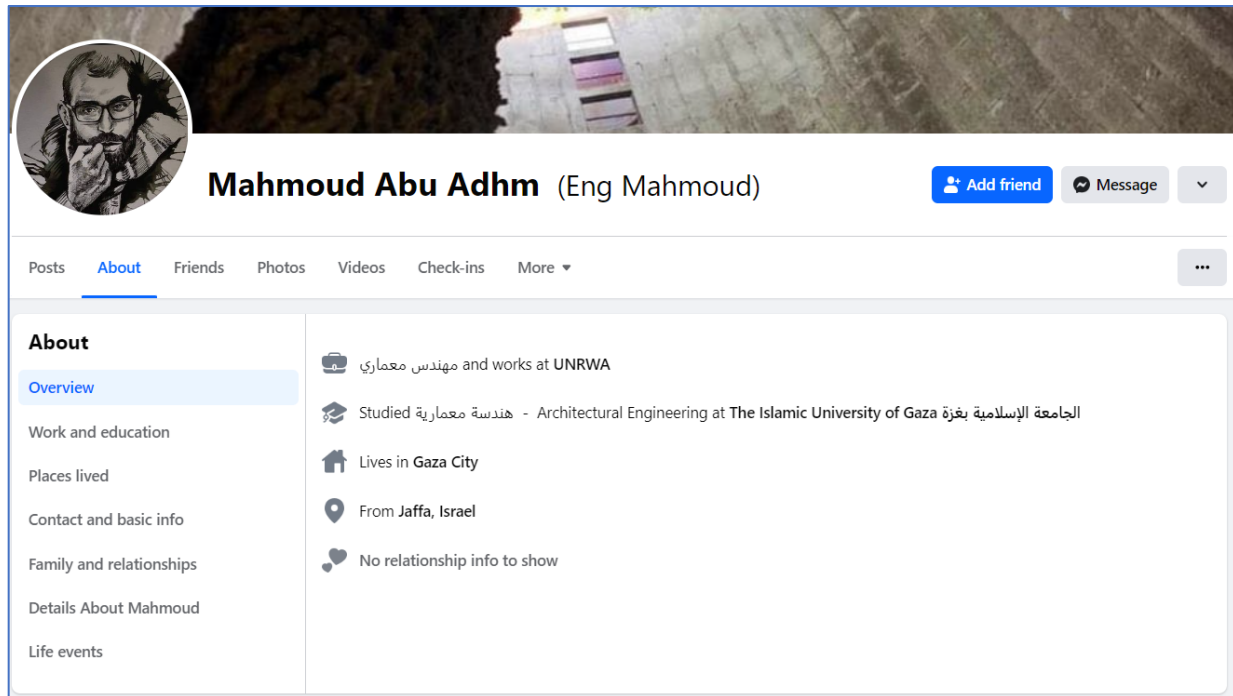 Mahmoud Abu Adhm (Eng Mahmoud)
Add friend
Message
Posts
About
Friends
Photos
Videos
Check-ins
More
About
Overview
Work and education
Places lived
Contact and basic info
Family and relationships
Details About Mahmoud
Life events
مهندس معماري and works at UNRWA
Studied هندسة معمارية - Architectural Engineering at The Islamic University of Gaza الجامعة الإسلامية بغزة
Lives in Gaza City
From Jaffa, Israel
No relationship info to show